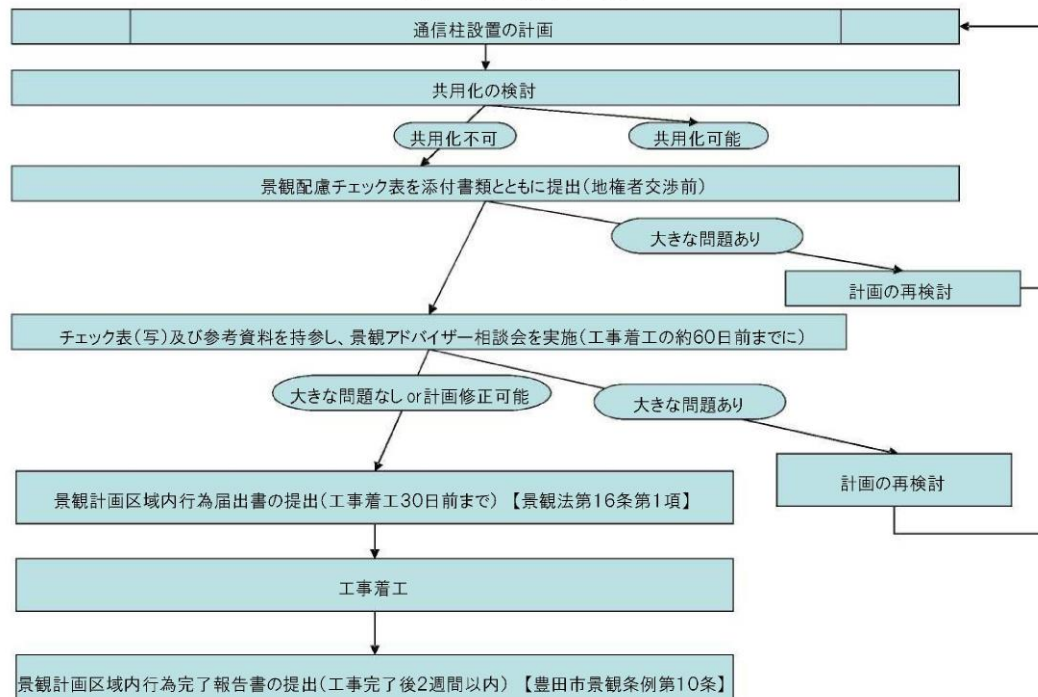 通信柱設置の計画
共用化の検討
共用化不可
共用化可能
景観配慮チェック表を添付書類とともに提出(地権者交渉前)
大きな問題あり
計画の再検討
チェック表(写)及び参考資料を持参し、景観アドバイザー相談会を実施(工事着工の約60日前までに)
大きな問題なし or計画修正可能
大きな問題あり
計画の再検討
景観計画区域内行為届出書の提出(工事着工30日前まで) 【景観法第16条第1項】
工事着工
景観計画区域内行為完了報告書の提出(工事完了後2週間以内) 【豊田市景観条例第10条】